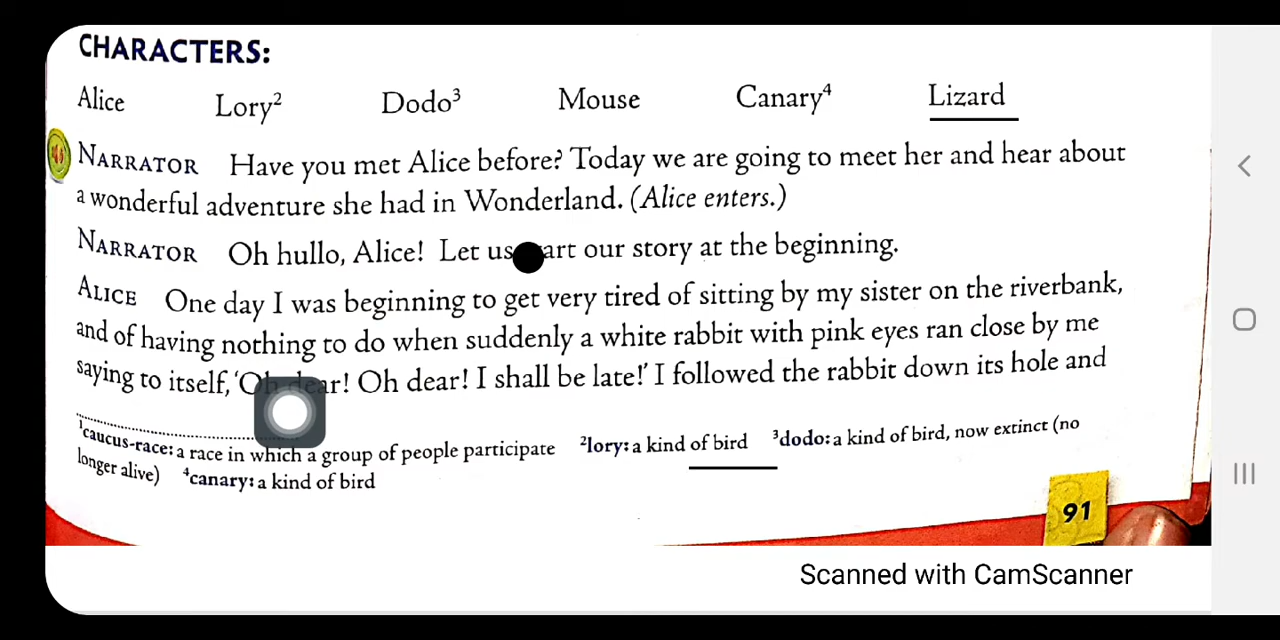 CHARACTERS:
Alice Lory² Dodo³ Mouse Canary⁴ Lizard
NARRATOR Have you met Alice before? Today we are going to meet her and hear about
a wonderful adventure she had in Wonderland. (Alice enters.)
NARRATOR Oh hullo, Alice! Let us our story at the beginning.
ALICE One day I was beginning to get very tired of sitting by my sister on the riverbank,
and of having nothing to do when suddenly a white rabbit with pink eyes ran close by me
saying to itself, 'Oh dear! Oh dear! I shall be late!' I followed the rabbit down its hole and
¹caucus-race: a race in which a group of people participate ²lory: a kind of bird ³dodo: a kind of bird, now extinct (no
longer alive) ⁴canary: a kind of bird
91
Scanned with CamScanner